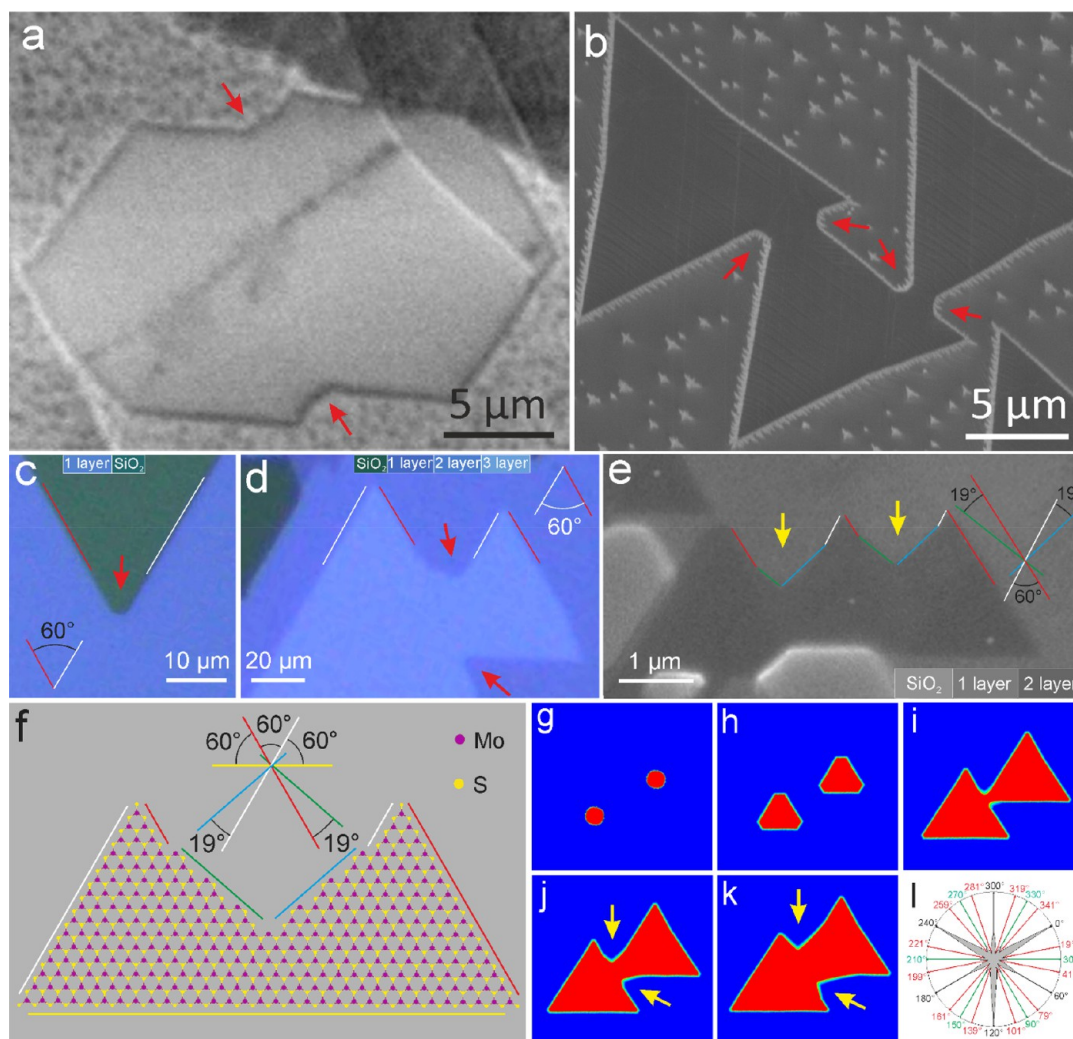 a
5 µm
b
5 µm
1 layer SiO₂
c
60°
10 µm
SiO₂ 1 layer 2 layer 3 layer
d
60°
20 µm
e
19°
19°
60°
1 µm
SiO₂ 1 layer 2 layer
f
60° 60° 60°
19° 19°
Mo
S
g
h
i
j
k
l
300°
281° 319°
270° 330°
259° 341°
240° 0°
221° 19°
210° 30°
199° 41°
180° 60°
161° 79°
150° 90°
139° 101°
120°